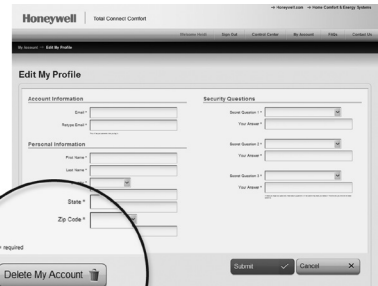 → Honeywell.com → Home Comfort & Energy Systems
Honeywell | Total Connect Comfort
Welcome Heidi Sign Out Control Center My Account FAQs Contact Us
My Account → Edit My Profile
Edit My Profile
Account Information
Email *
Retype Email *
Personal Information
First Name *
Last Name *
State *
Zip Code *
* required
Delete My Account
Security Questions
Secret Question 1 *
Your Answer *
Secret Question 2 *
Your Answer *
Secret Question 3 *
Your Answer *
Submit
Cancel